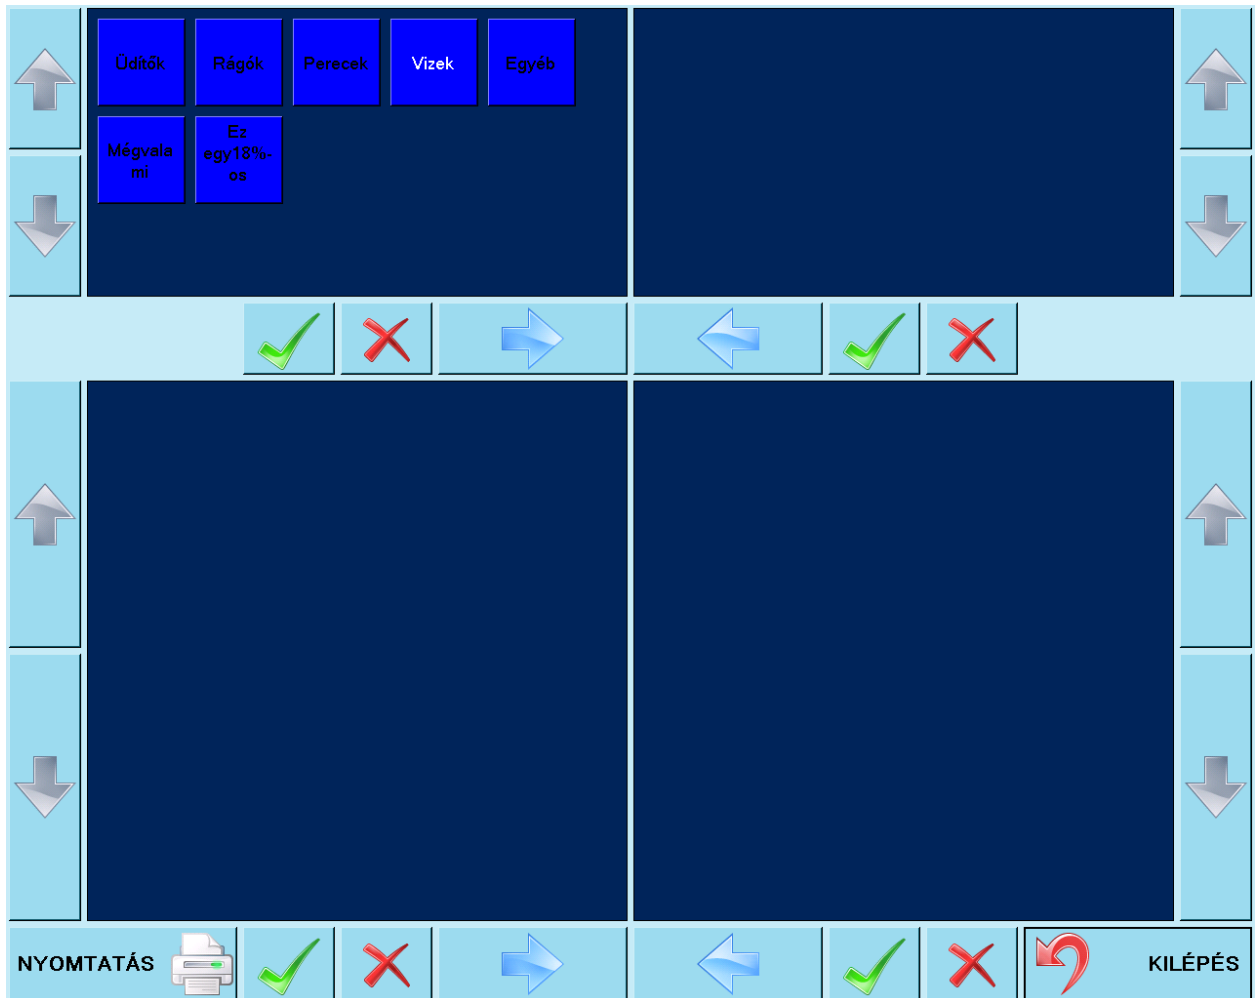 Üdítők
Rágók
Perecek
Vizek
Egyéb
Mégvala
mi
Ez
egy18%-
os
NYOMTATÁS
KILÉPÉS